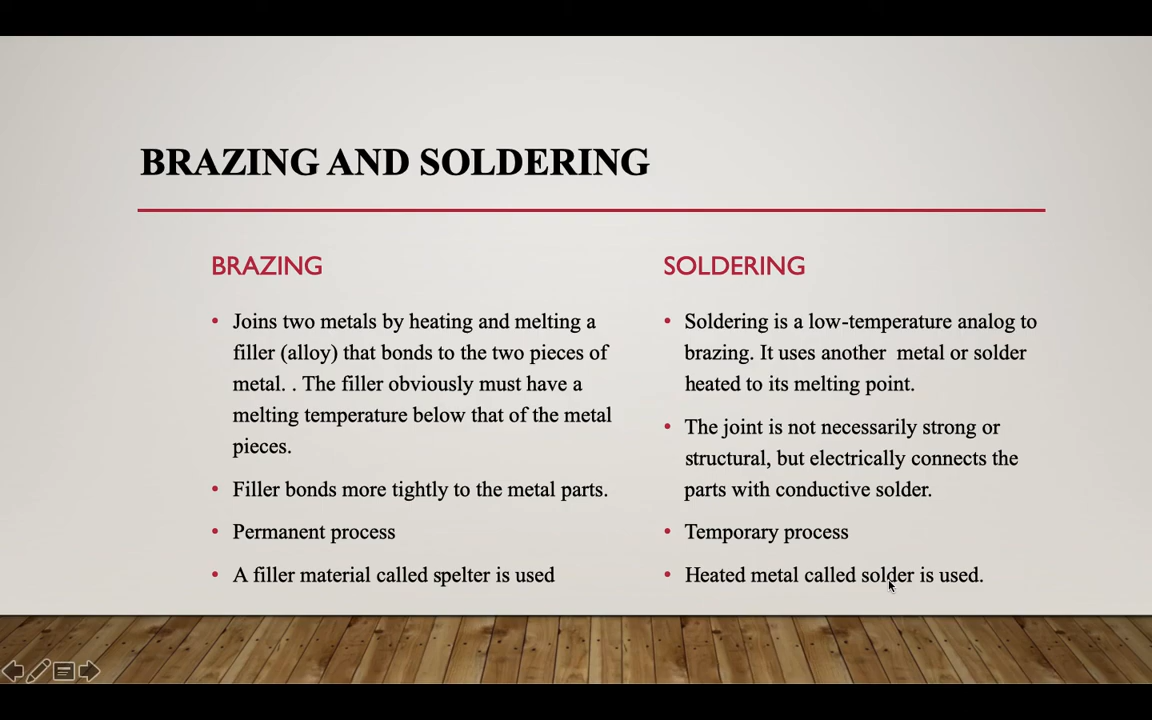 BRAZING AND SOLDERING
BRAZING
• Joins two metals by heating and melting a
filler (alloy) that bonds to the two pieces of
metal. . The filler obviously must have a
melting temperature below that of the metal
pieces.
• Filler bonds more tightly to the metal parts.
• Permanent process
• A filler material called spelter is used
SOLDERING
• Soldering is a low-temperature analog to
brazing. It uses another  metal or solder
heated to its melting point.
• The joint is not necessarily strong or
structural, but electrically connects the
parts with conductive solder.
• Temporary process
• Heated metal called solder is used.